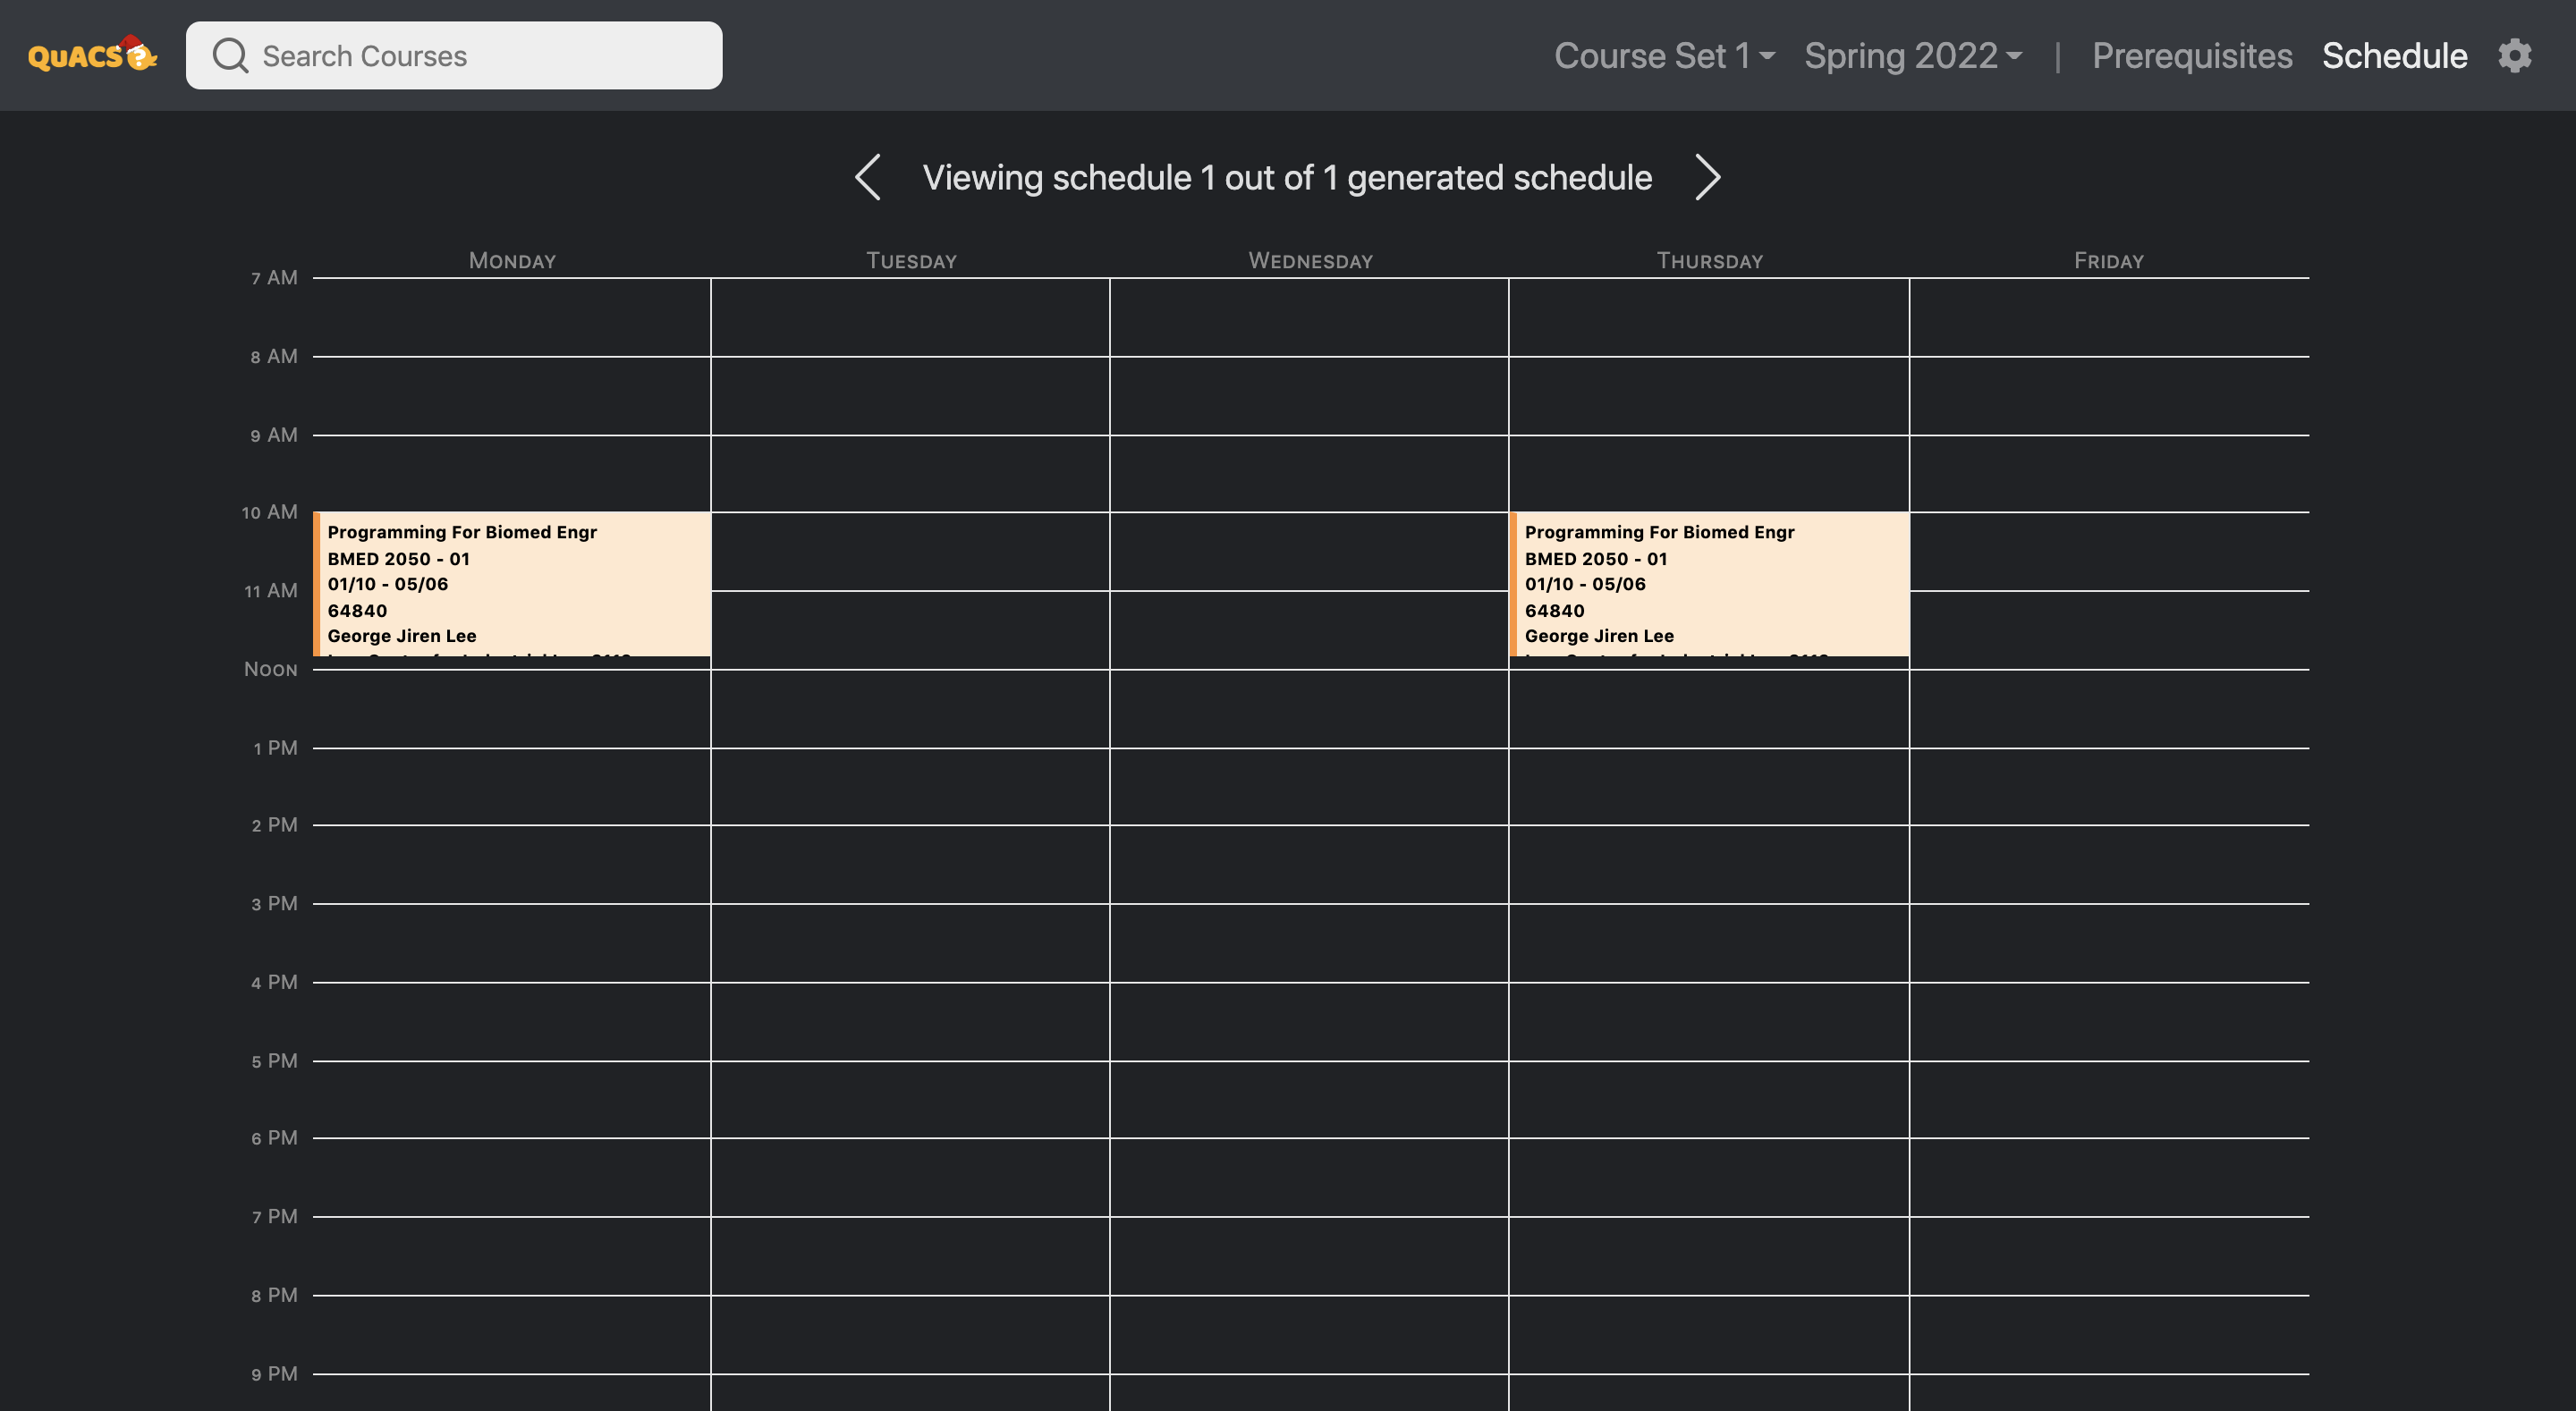 QuACS?
Search Courses
Course Set 1
Spring 2022
|
Prerequisites
Schedule
Viewing schedule 1 out of 1 generated schedule
Monday
Tuesday
Wednesday
Thursday
Friday
7 AM
8 AM
9 AM
10 AM
Programming For Biomed Engr
BMED 2050 - 01
01/10 - 05/06
64840
George Jiren Lee
Programming For Biomed Engr
BMED 2050 - 01
01/10 - 05/06
64840
George Jiren Lee
11 AM
Noon
1 PM
2 PM
3 PM
4 PM
5 PM
6 PM
7 PM
8 PM
9 PM